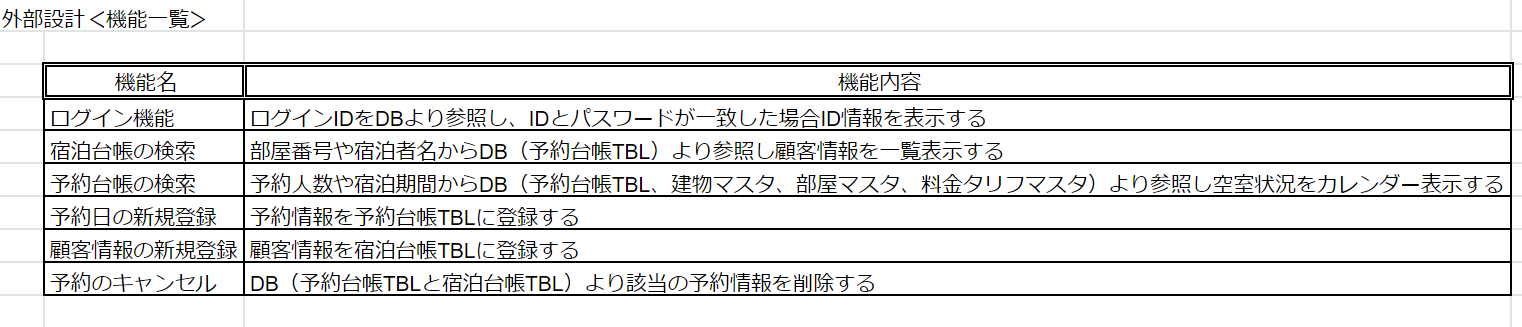 外部設計＜機能一覧＞
機能名 機能内容
ログイン機能 ログインIDをDBより参照し、IDとパスワードが一致した場合ID情報を表示する
宿泊台帳の検索 部屋番号や宿泊者名からDB（予約台帳TBL）より参照し顧客情報を一覧表示する
予約台帳の検索 予約人数や宿泊期間からDB（予約台帳TBL、建物マスタ、部屋マスタ、料金タリフマスタ）より参照し空室状況をカレンダー表示する
予約日の新規登録 予約情報を予約台帳TBLに登録する
顧客情報の新規登録 顧客情報を宿泊台帳TBLに登録する
予約のキャンセル DB（予約台帳TBLと宿泊台帳TBL）より該当の予約情報を削除する